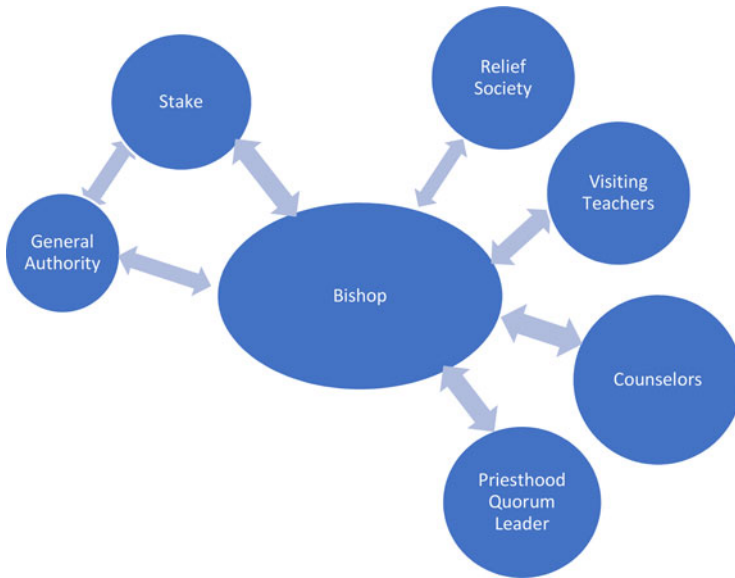 Stake
General
Authority
Bishop
Relief
Society
Visiting
Teachers
Counselors
Priesthood
Quorum
Leader